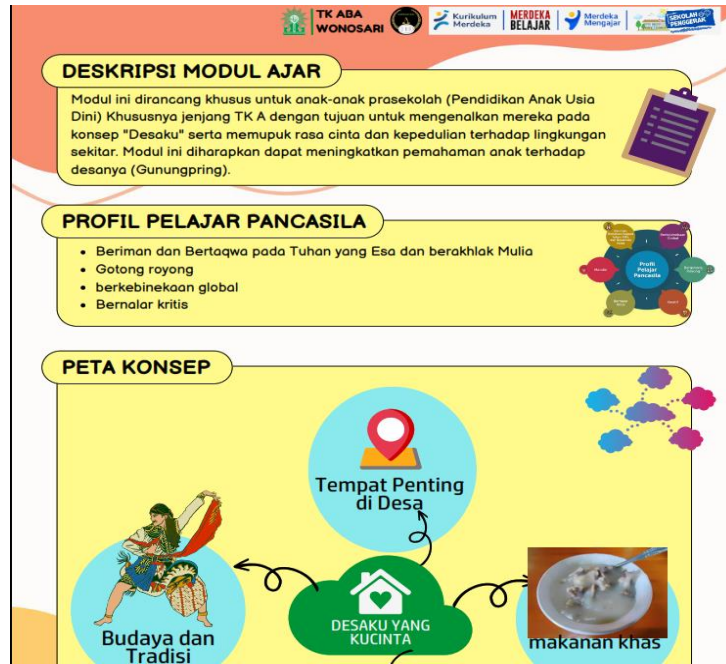 TK ABA
WONOSARI
Kurikulum
Merdeka
MERDEKA
BELAJAR
Merdeka
Mengajar
SEKOLAH
PENGGERAK
DESKRIPSI MODUL AJAR
Modul ini dirancang khusus untuk anak-anak prasekolah (Pendidikan Anak Usia
Dini) Khususnya jenjang TK A dengan tujuan untuk mengenalkan mereka pada
konsep "Desaku" serta memupuk rasa cinta dan kepedulian terhadap lingkungan
sekitar. Modul ini diharapkan dapat meningkatkan pemahaman anak terhadap
desanya (Gunungpring).
PROFIL PELAJAR PANCASILA
• Beriman dan Bertaqwa pada Tuhan yang Esa dan berakhlak Mulia
• Gotong royong
• berkebinekaan global
• Bernalar kritis
Profil
Pelajar
Pancasila
PETA KONSEP
Tempat Penting
di Desa
DESAKU YANG
KUCINTA
Budaya dan
Tradisi
makanan khas